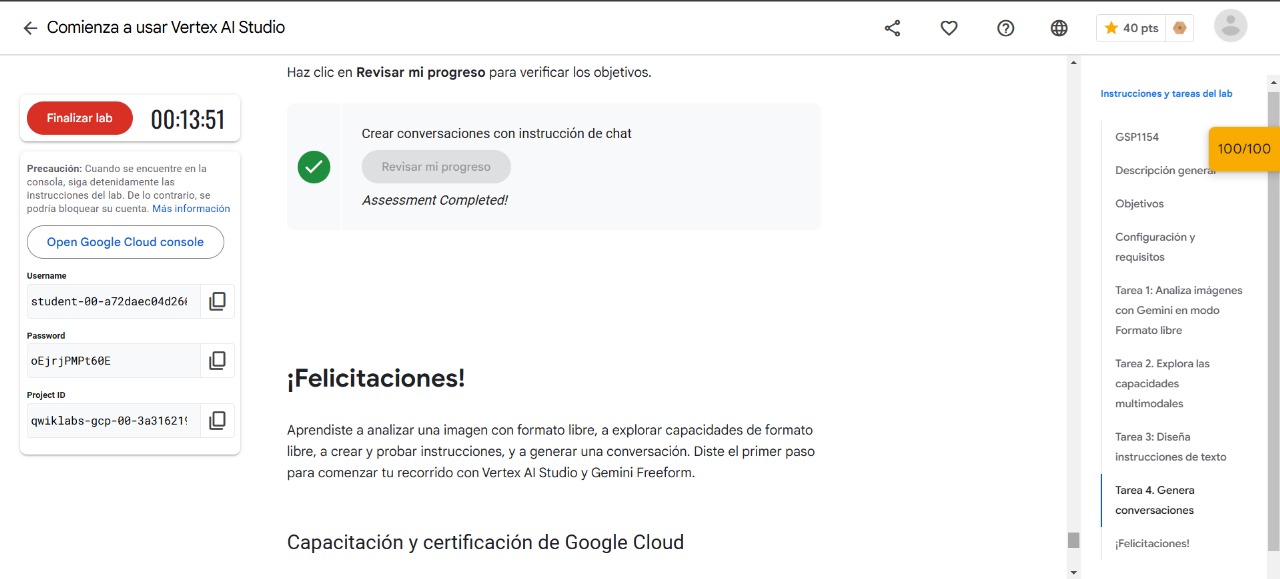 Comienza a usar Vertex AI Studio
40 pts
Finalizar lab
00:13:51
Precaución: Cuando se encuentre en la
consola, siga detenidamente las
instrucciones del lab. De lo contrario, se
podría bloquear su cuenta. Más información
Open Google Cloud console
Username
student-00-a72daec04d26
Password
oEjrjPMPt60E
Project ID
qwiklabs-gcp-00-3a31621
Haz clic en Revisar mi progreso para verificar los objetivos.
Crear conversaciones con instrucción de chat
Revisar mi progreso
Assessment Completed!
¡Felicitaciones!
Aprendiste a analizar una imagen con formato libre, a explorar capacidades de formato
libre, a crear y probar instrucciones, y a generar una conversación. Diste el primer paso
para comenzar tu recorrido con Vertex AI Studio y Gemini Freeform.
Capacitación y certificación de Google Cloud
Instrucciones y tareas del lab
GSP1154
100/100
Descripción general
Objetivos
Configuración y
requisitos
Tarea 1: Analiza imágenes
con Gemini en modo
Formato libre
Tarea 2. Explora las
capacidades
multimodales
Tarea 3: Diseña
instrucciones de texto
Tarea 4. Genera
conversaciones
¡Felicitaciones!